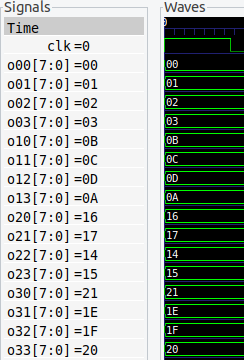 Signals
Waves
Time
0
clk=0
o00[7:0]=00
00
o01[7:0]=01
01
o02[7:0]=02
02
o03[7:0]=03
03
o10[7:0]=0B
0B
o11[7:0]=0C
0C
o12[7:0]=0D
0D
o13[7:0]=0A
0A
o20[7:0]=16
16
o21[7:0]=17
17
o22[7:0]=14
14
o23[7:0]=15
15
o30[7:0]=21
21
o31[7:0]=1E
1E
o32[7:0]=1F
1F
o33[7:0]=20
20